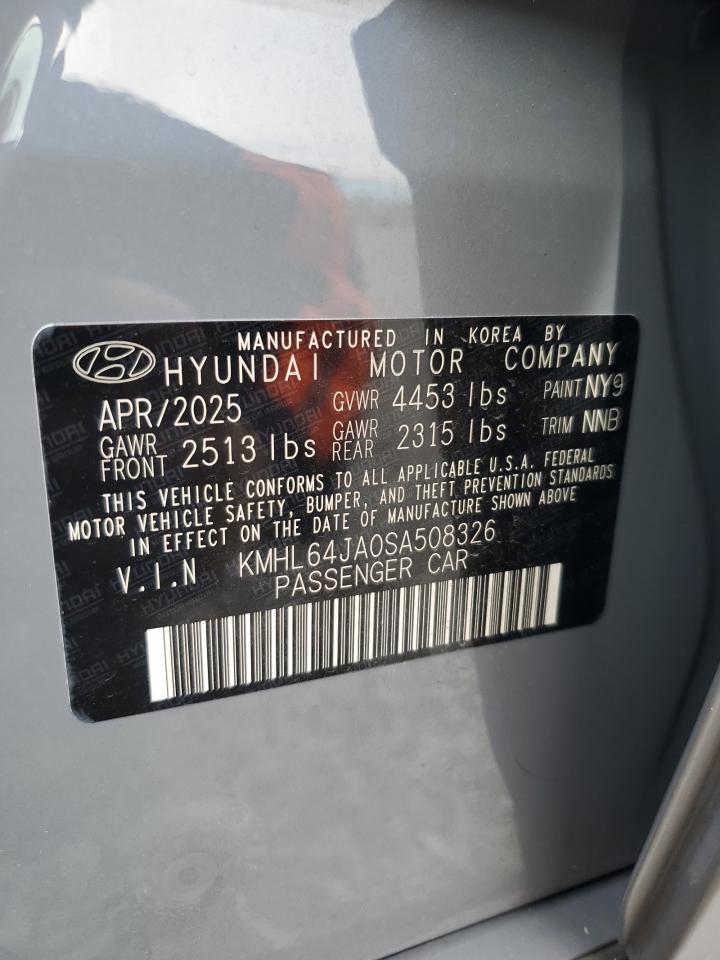 MANUFACTURED IN KOREA BY
HYUNDAI MOTOR COMPANY
APR/2025 GVWR 4453 lbs PAINT NY9
GAWR FRONT 2513 lbs GAWR REAR 2315 lbs TRIM NNB
THIS VEHICLE CONFORMS TO ALL APPLICABLE U.S.A. FEDERAL
MOTOR VEHICLE SAFETY, BUMPER, AND THEFT PREVENTION STANDARDS
IN EFFECT ON THE DATE OF MANUFACTURE SHOWN ABOVE
V.I.N KMHL64JA0SA508326
PASSENGER CAR